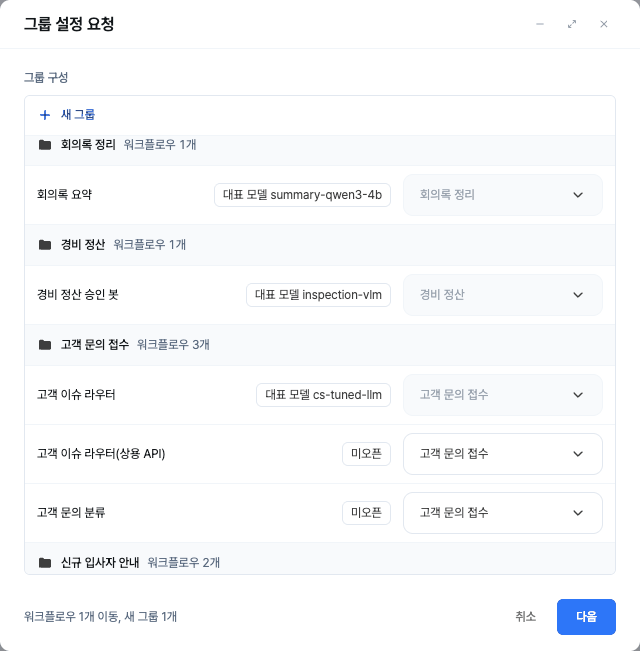 그룹 설정 요청
그룹 구성
새 그룹
회의록 정리 워크플로우 1개
회의록 요약 대표 모델 summary-qwen3-4b 회의록 정리
경비 정산 워크플로우 1개
경비 정산 승인 봇 대표 모델 inspection-vlm 경비 정산
고객 문의 접수 워크플로우 3개
고객 이슈 라우터 대표 모델 cs-tuned-llm 고객 문의 접수
고객 이슈 라우터(상용 API) 미오픈 고객 문의 접수
고객 문의 분류 미오픈 고객 문의 접수
신규 입사자 안내 워크플로우 2개
워크플로우 1개 이동, 새 그룹 1개 취소 다음